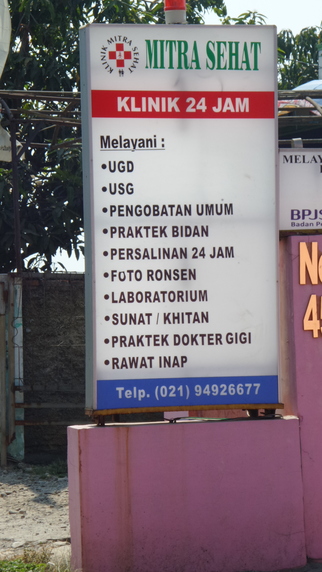 KLINIK MITRA SEHAT
MITRA SEHAT
KLINIK 24 JAM
Melayani :
•UGD
•USG
•PENGOBATAN UMUM
•PRAKTEK BIDAN
•PERSALINAN 24 JAM
•FOTO RONSEN
•LABORATORIUM
•SUNAT / KHITAN
•PRAKTEK DOKTER GIGI
•RAWAT INAP
Telp. (021) 94926677
BPJS